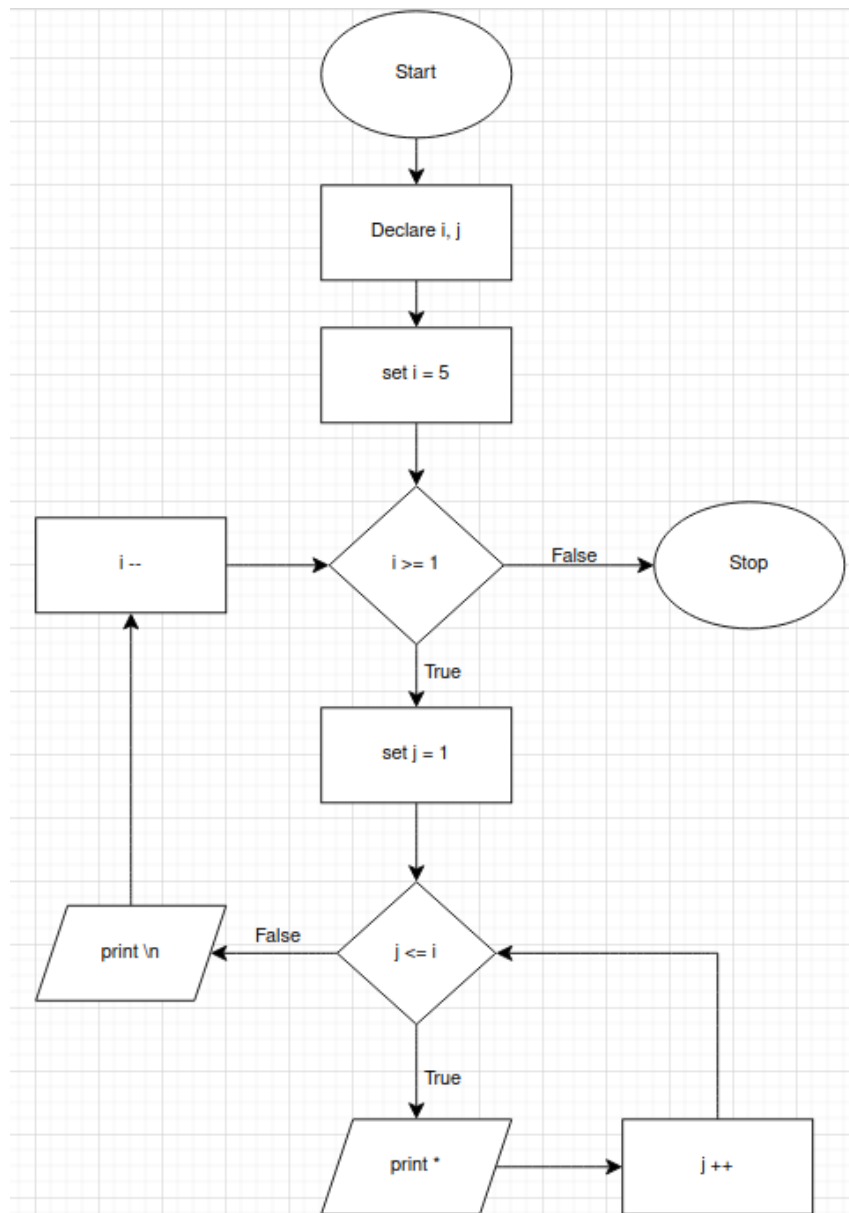 Start
Declare i, j
set i = 5
i --
i >= 1
False
Stop
True
set j = 1
print \n
False
j <= i
True
print *
j ++